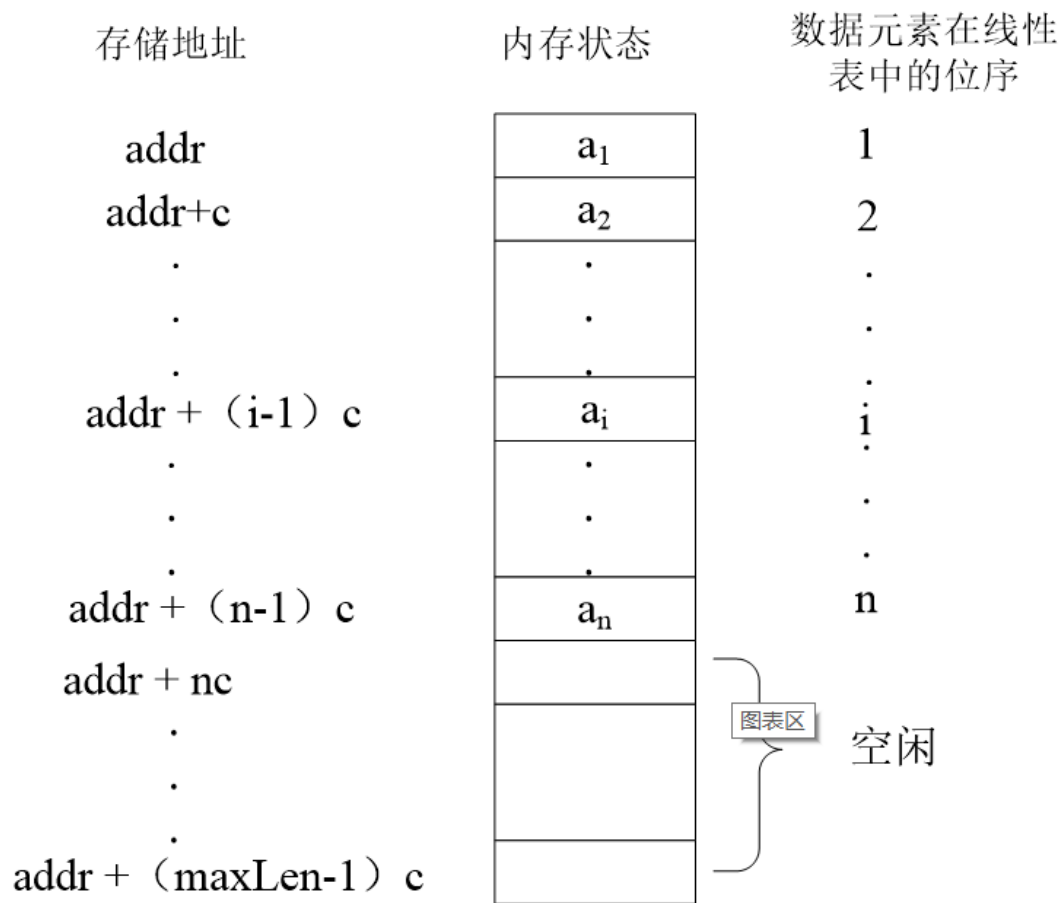 存储地址
内存状态
数据元素在线性
表中的位序
addr
a₁
1
addr+c
a₂
2
addr + （i-1） c
aᵢ
i
addr + （n-1） c
aₙ
n
addr + nc
图表区
空闲
addr + （maxLen-1） c